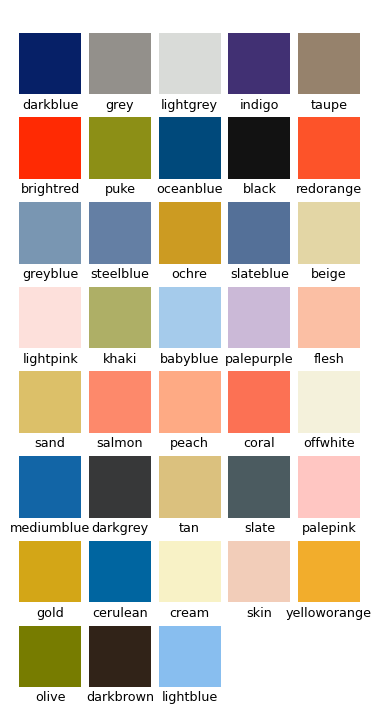 darkblue grey lightgrey indigo taupe
brightred puke oceanblue black redorange
greyblue steelblue ochre slateblue beige
lightpink khaki babyblue palepurple flesh
sand salmon peach coral offwhite
mediumblue darkgrey tan slate palepink
gold cerulean cream skin yelloworange
olive darkbrown lightblue